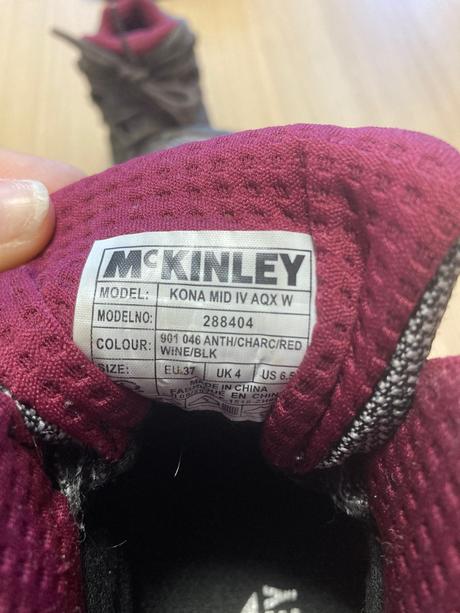 McKINLEY
MODEL: KONA MID IV AQX W
MODELNO: 288404
COLOUR: 901 046 ANTH/CHARC/RED
WINE/BLK
SIZE: EU 37 UK 4 US 6.5
MADE IN CHINA
EN CHINE